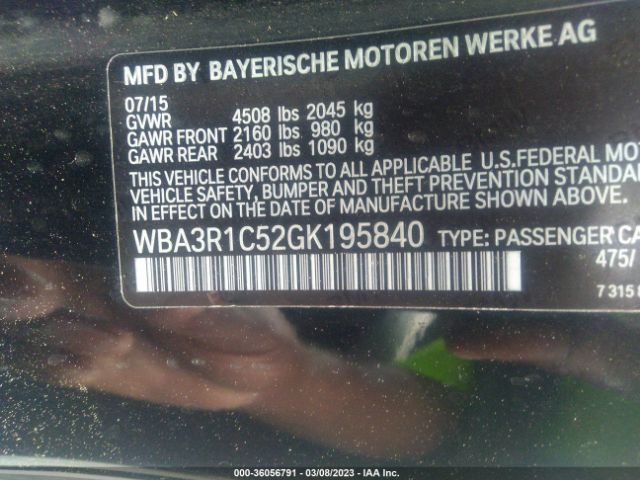 MFD BY BAYERISCHE MOTOREN WERKE AG
07/15
GVWR 4508 lbs 2045 kg
GAWR FRONT 2160 lbs 980 kg
GAWR REAR 2403 lbs 1090 kg
THIS VEHICLE CONFORMS TO ALL APPLICABLE U.S.FEDERAL MOT
VEHICLE SAFETY, BUMPER AND THEFT PREVENTION STANDA
IN EFFECT ON THE DATE OF MANUFACTURE SHOWN ABOVE.
WBA3R1C52GK195840 TYPE: PASSENGER CA
475/
7 315 8
000-36056791 - 03/08/2023 - IAA Inc.